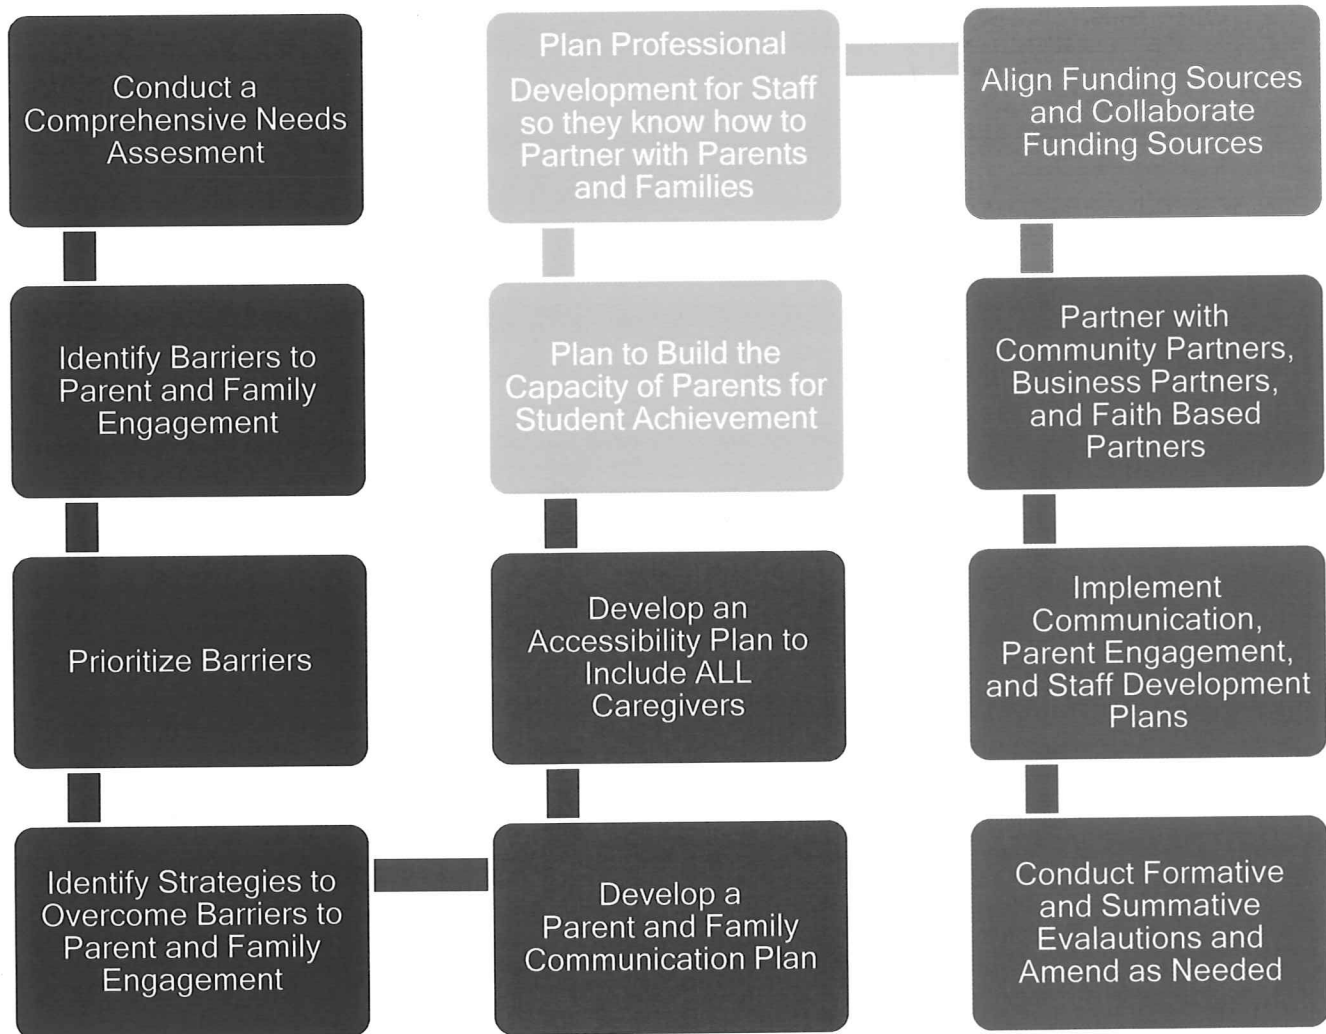 Conduct a
Comprehensive Needs
Assesment
Identify Barriers to
Parent and Family
Engagement
Prioritize Barriers
Identify Strategies to
Overcome Barriers to
Parent and Family
Engagement
Develop a
Parent and Family
Communication Plan
Develop an
Accessibility Plan to
Include ALL
Caregivers
Plan to Build the
Capacity of Parents for
Student Achievement
Plan Professional
Development for Staff
so they know how to
Partner with Parents
and Families
Align Funding Sources
and Collaborate
Funding Sources
Partner with
Community Partners,
Business Partners,
and Faith Based
Partners
Implement
Communication,
Parent Engagement,
and Staff Development
Plans
Conduct Formative
and Summative
Evalautions and
Amend as Needed